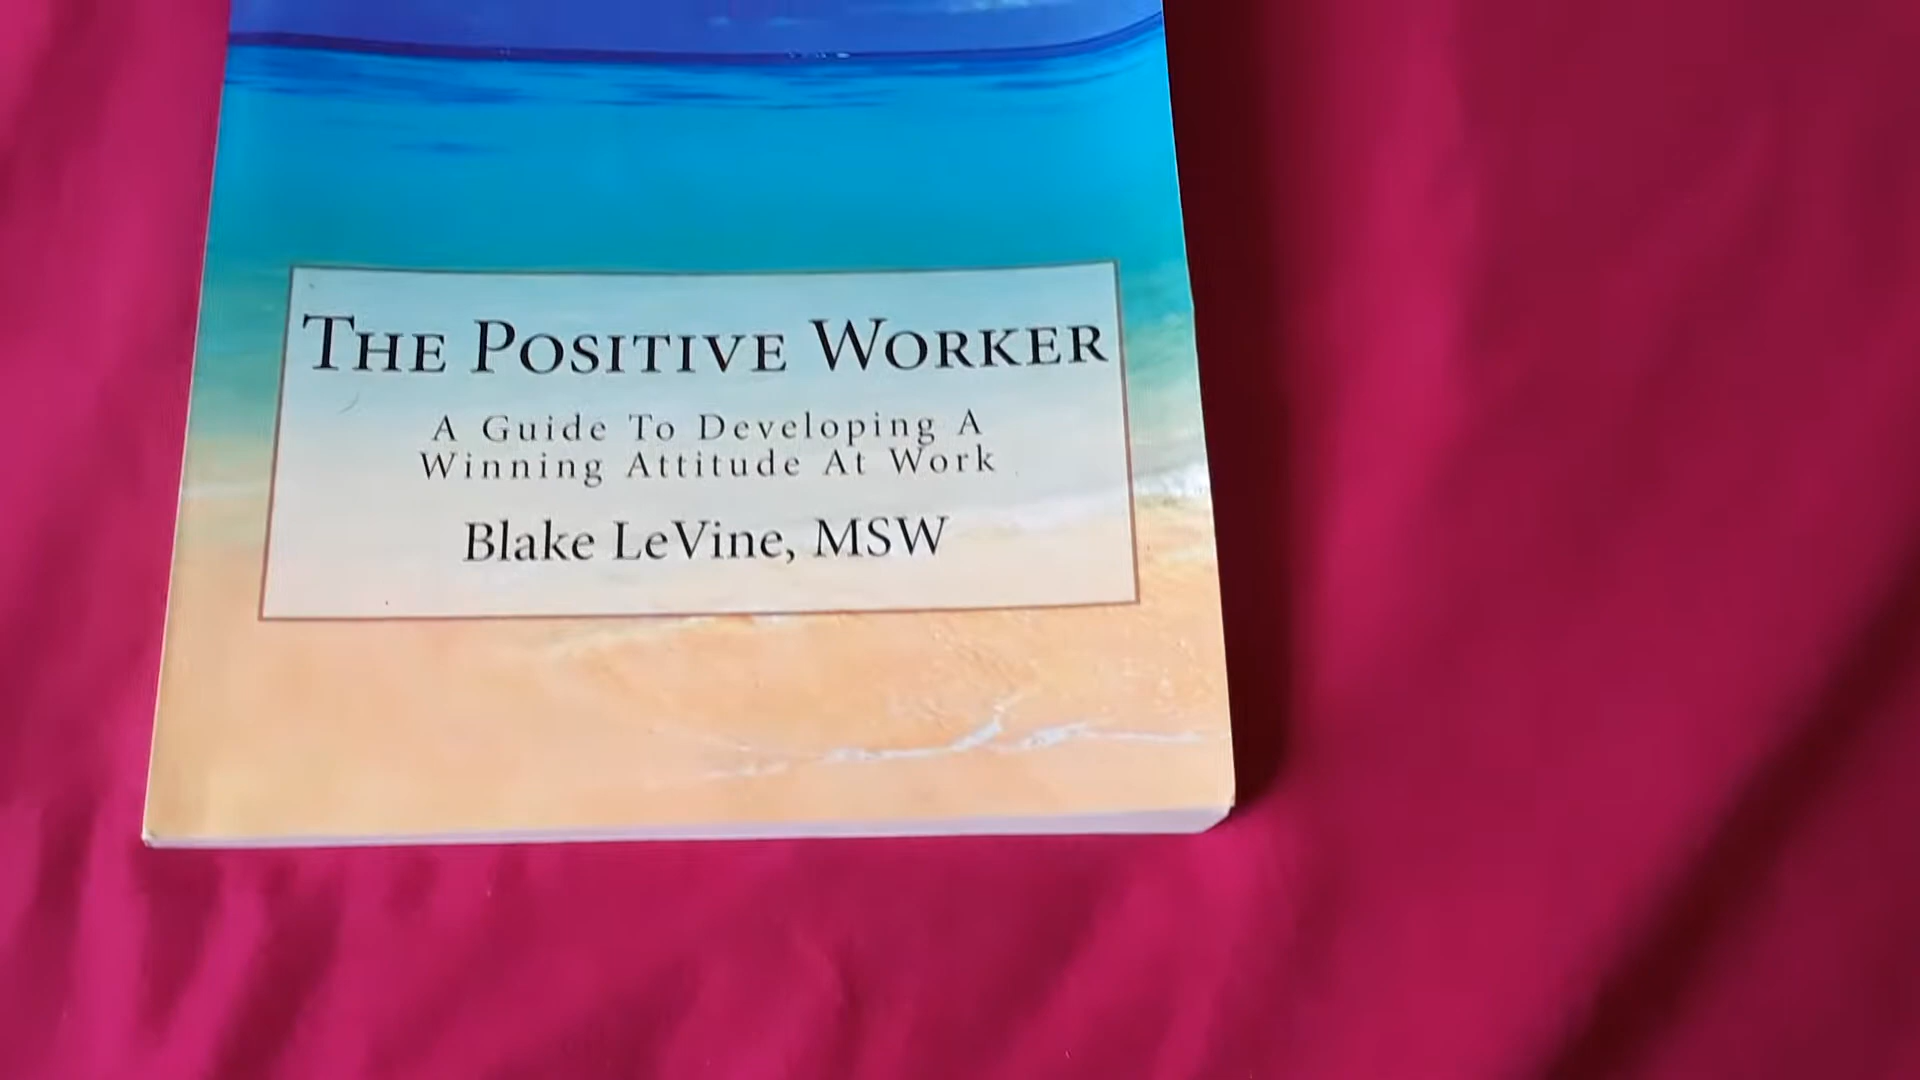 THE POSITIVE WORKER
A Guide To Developing A
Winning Attitude At Work
Blake LeVine, MSW